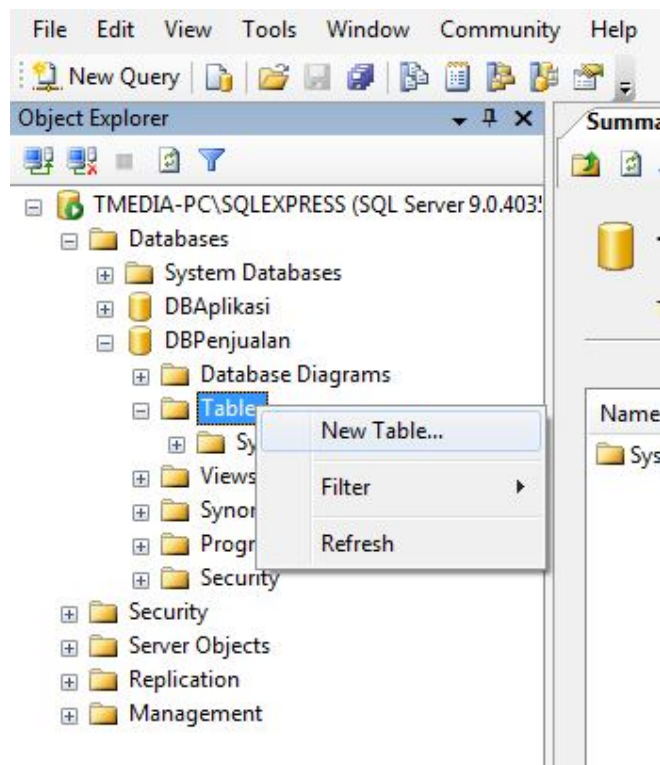 File Edit View Tools Window Community Help
New Query
Object Explorer
Summa
TMEDIA-PC\SQLEXPRESS (SQL Server 9.0.403
Databases
System Databases
DBAplikasi
DBPenjualan
Database Diagrams
Table
New Table...
Name
Sy
Sys
Views
Filter
Synor
Progr
Refresh
Security
Security
Server Objects
Replication
Management